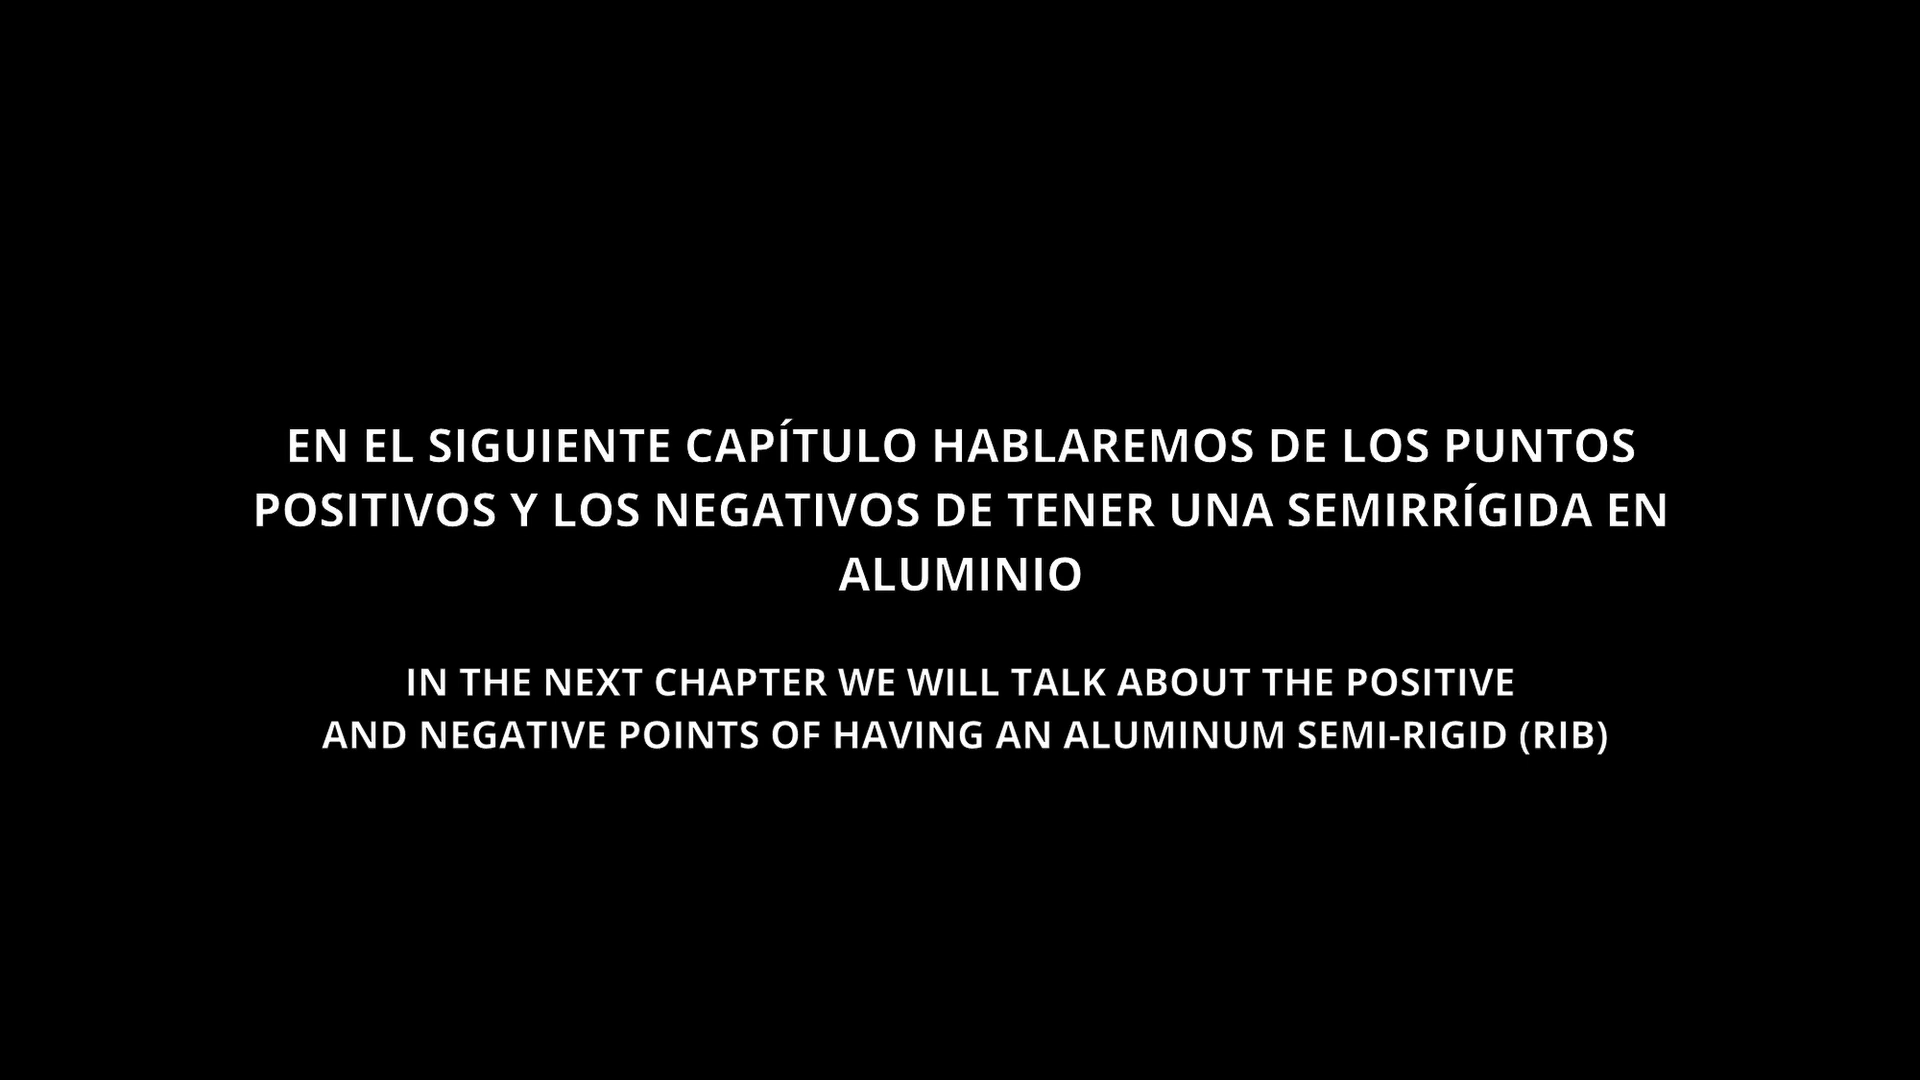 EN EL SIGUIENTE CAPÍTULO HABLAREMOS DE LOS PUNTOS
POSITIVOS Y LOS NEGATIVOS DE TENER UNA SEMIRRÍGIDA EN
ALUMINIO
IN THE NEXT CHAPTER WE WILL TALK ABOUT THE POSITIVE
AND NEGATIVE POINTS OF HAVING AN ALUMINUM SEMI-RIGID (RIB)